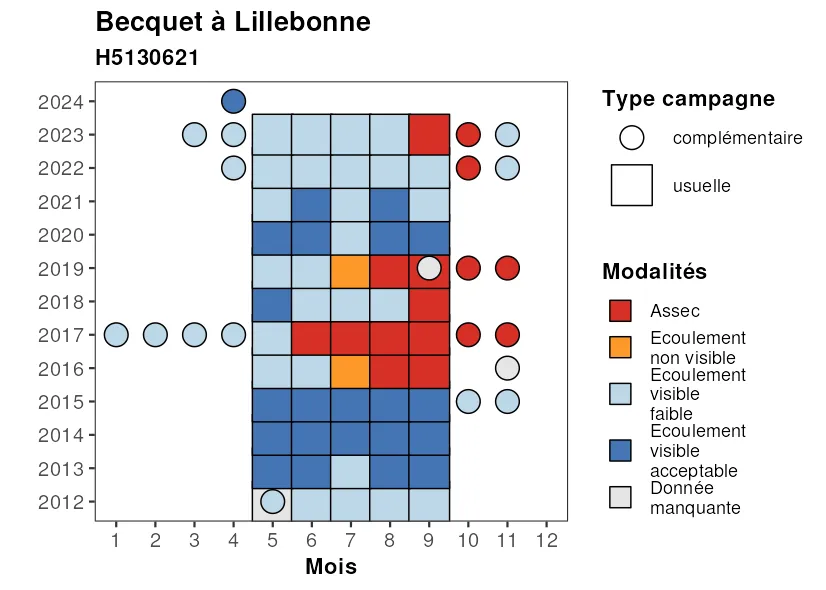 Becquet à Lillebonne
H5130621
2024
2023
2022
2021
2020
2019
2018
2017
2016
2015
2014
2013
2012
1 2 3 4 5 6 7 8 9 10 11 12
Mois
Type campagne
complémentaire
usuelle
Modalités
Assec
Ecoulement
non visible
Ecoulement
visible
faible
Ecoulement
visible
acceptable
Donnée
manquante